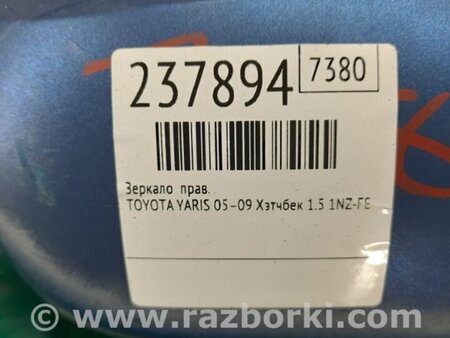 237894
7380
Зеркало прав.
TOYOTA YARIS 05-09 Хэтчбек 1.5 1NZ-FE
www.razborki.com